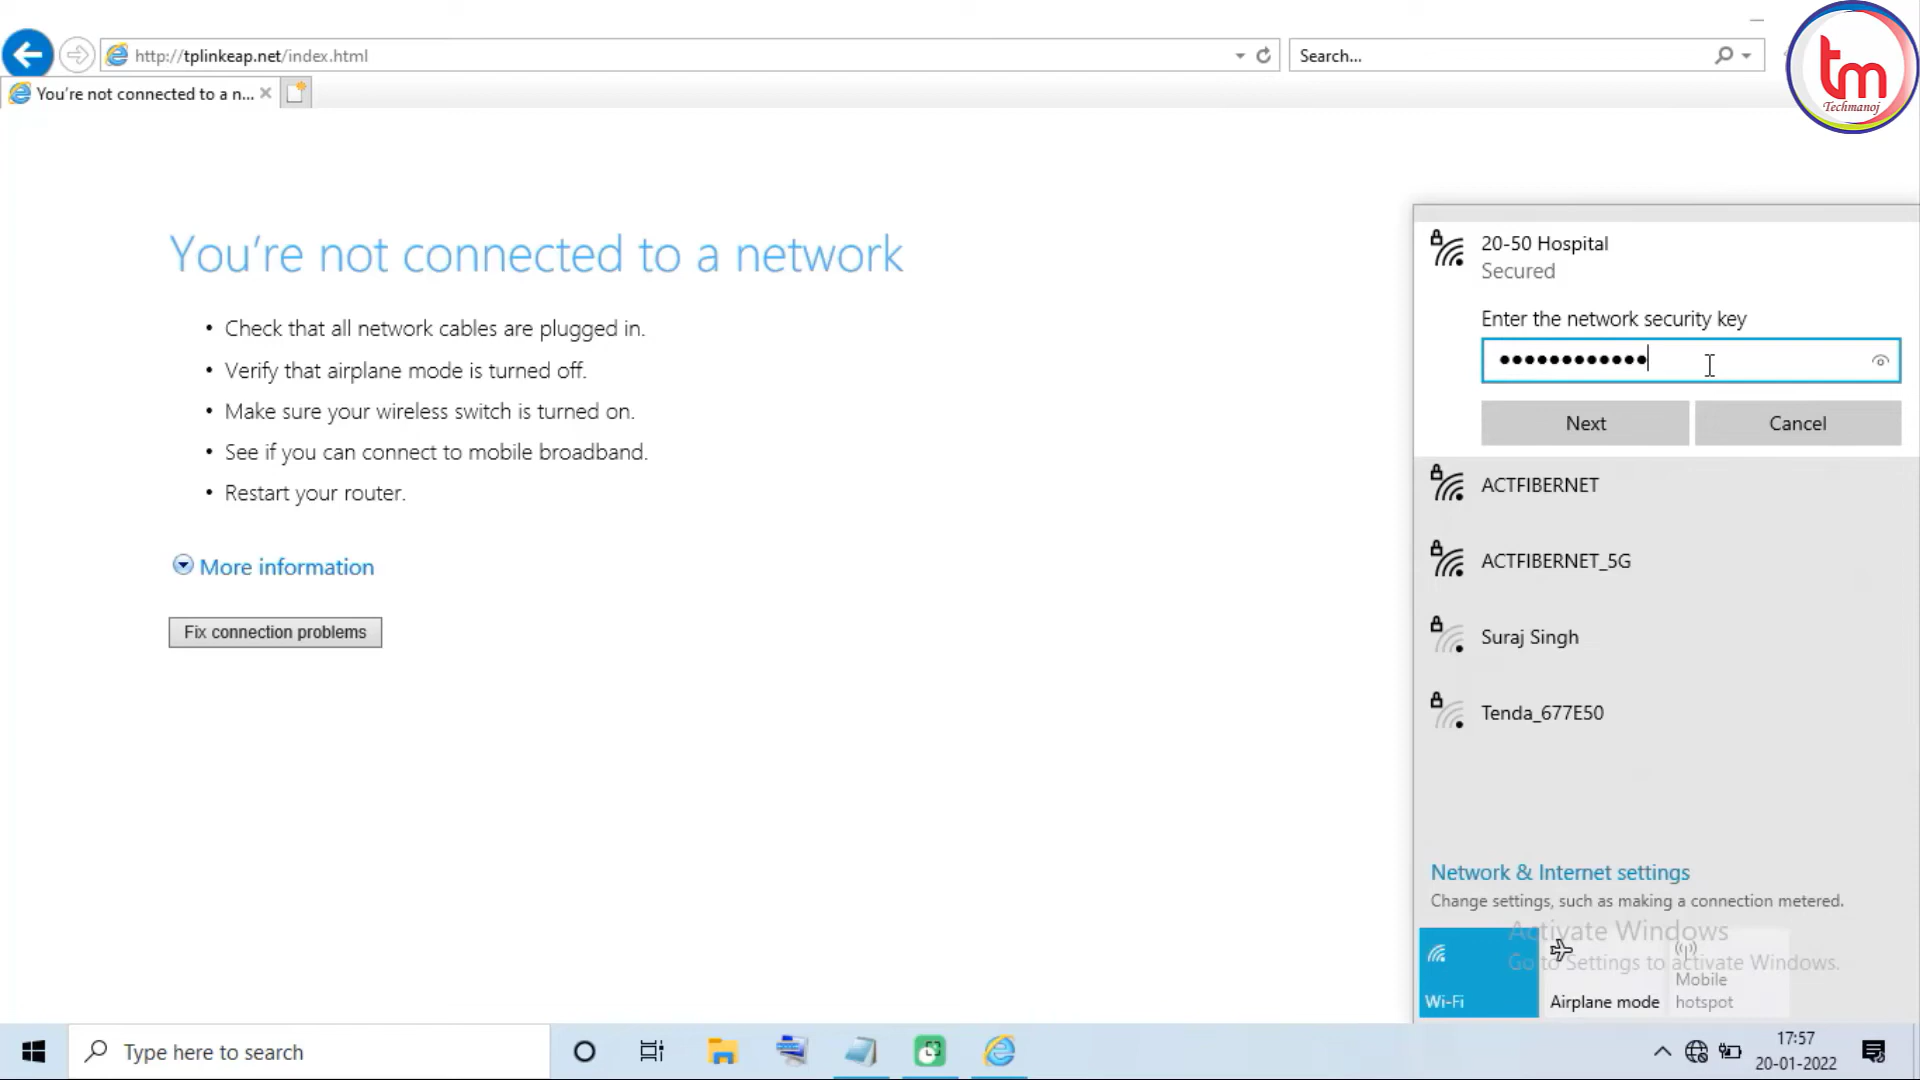 http://tplinkeap.net/index.html
Search...
tm
Techmanoj
You're not connected to a n...
You're not connected to a network
• Check that all network cables are plugged in.
• Verify that airplane mode is turned off.
• Make sure your wireless switch is turned on.
• See if you can connect to mobile broadband.
• Restart your router.
More information
Fix connection problems
20-50 Hospital
Secured
Enter the network security key
••••••••••••
Next
Cancel
ACTFIBERNET
ACTFIBERNET_5G
Suraj Singh
Tenda_677E50
Network & Internet settings
Change settings, such as making a connection metered.
Activate Windows
Go to Settings to activate Windows.
Wi-Fi
Airplane mode
Mobile
hotspot
Type here to search
17:57
20-01-2022